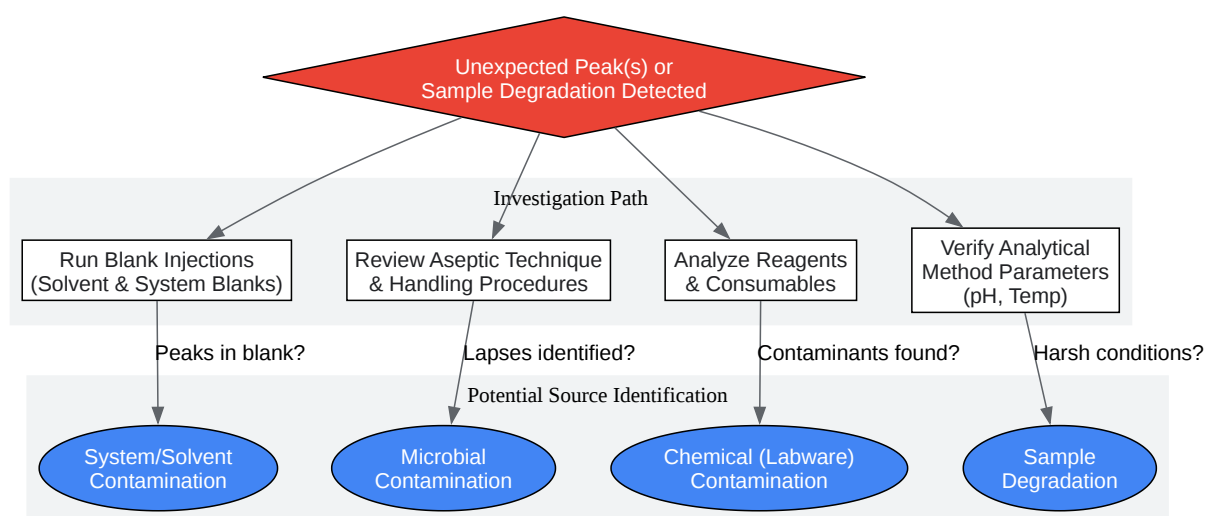 Unexpected Peak(s) or
Sample Degradation Detected
Investigation Path
Run Blank Injections
(Solvent & System Blanks)
Review Aseptic Technique
& Handling Procedures
Analyze Reagents
& Consumables
Verify Analytical
Method Parameters
(pH, Temp)
Peaks in blank?
Lapses identified?
Contaminants found?
Harsh conditions?
Potential Source Identification
System/Solvent
Contamination
Microbial
Contamination
Chemical (Labware)
Contamination
Sample
Degradation